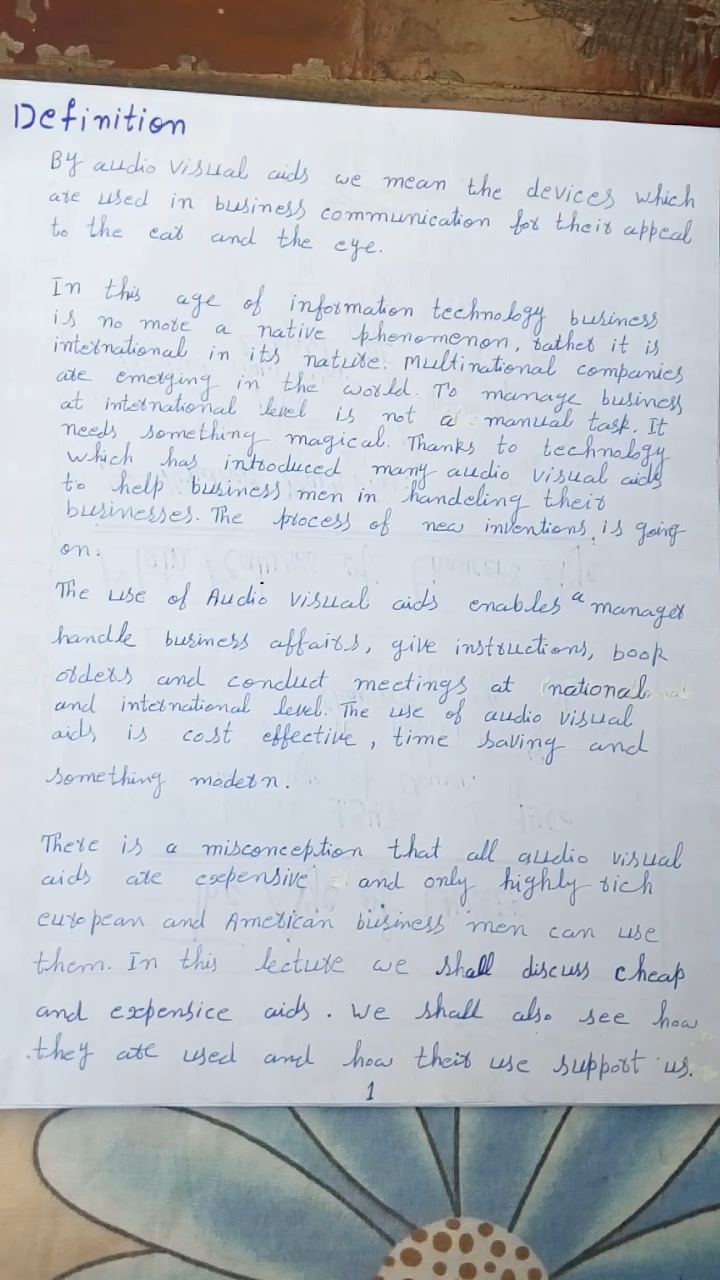 Definition
By audio visual aids we mean the devices which
are used in business communication for their appeal
to the ear and the eye.
In this age of information technology business
is no more a native phenomenon, rather it is
international in its nature. Multinational companies
are emerging in the world. To manage business
at international level is not a manual task. It
needs something magical. Thanks to technology
which has introduced many audio visual aids
to help business men in handeling their
businesses. The process of new inventions is going
on.
The use of Audio visual aids enables a manager
handle business affairs, give instructions, book
orders and conduct meetings at national
and international level. The use of audio visual
aids is cost effective, time saving and
something modern.
There is a misconception that all audio visual
aids are expensive and only highly rich
european and American business men can use
them. In this lecture we shall discuss cheap
and expensice aids. We shall also see how
they are used and how their use support us.
1